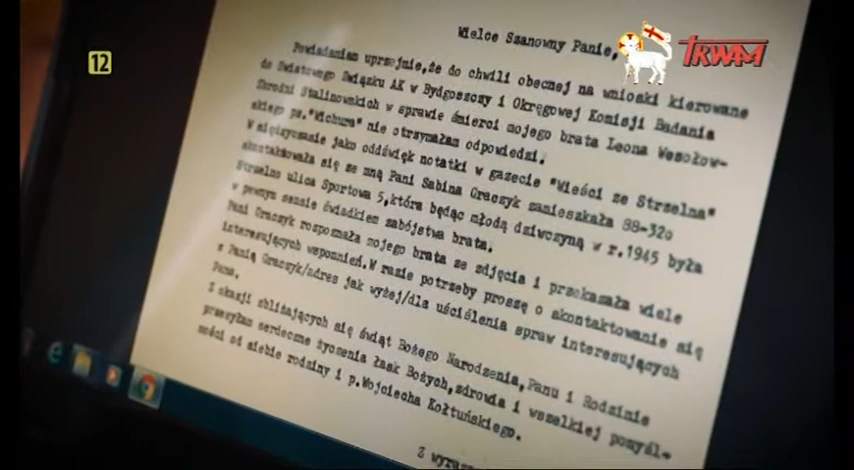 12
TRWM
Wielce Szanowny Panie,
Powiadamiam uprzejmie,że do chwili obecnej na wnioski kierowane
do Światowego Związku AK w Bydgoszczy i Okręgowej Komisji Badania
Zbrodni Stalinowskich w sprawie śmierci mojego brata Leona Wesołow-
skiego ps."Wichura" nie otrzymałam odpowiedzi.
W międzyczasie jako oddźwięk notatki w gazecie "Wieści ze Strzelna"
skontaktowała się ze mną Pani Sabina Graczyk zamieszkała 88-320
Strzelno ulica Sportowa 5,która będąc młodą dziwczyną w r.1945 była
w pewnym sensie świadkiem zabójstwa brata.
Pani Graczyk rozpoznała mojego brata ze zdjęcia i przekazała wiele
interesujących wspomnień.W razie potrzeby proszę o skontaktowanie się
z Panią Graczyk/adres jak wyżej/dla uściślenia spraw interesujących
Pana.
Z okazji zbliżających się świąt Bożego Narodzenia,Panu i Rodzinie
przesyłam serdeczne życzenia łask Bożych,zdrowia i wszelkiej pomyśl-
ności od siebie rodziny i p.Wojciecha Kołtuńskiego.
Z